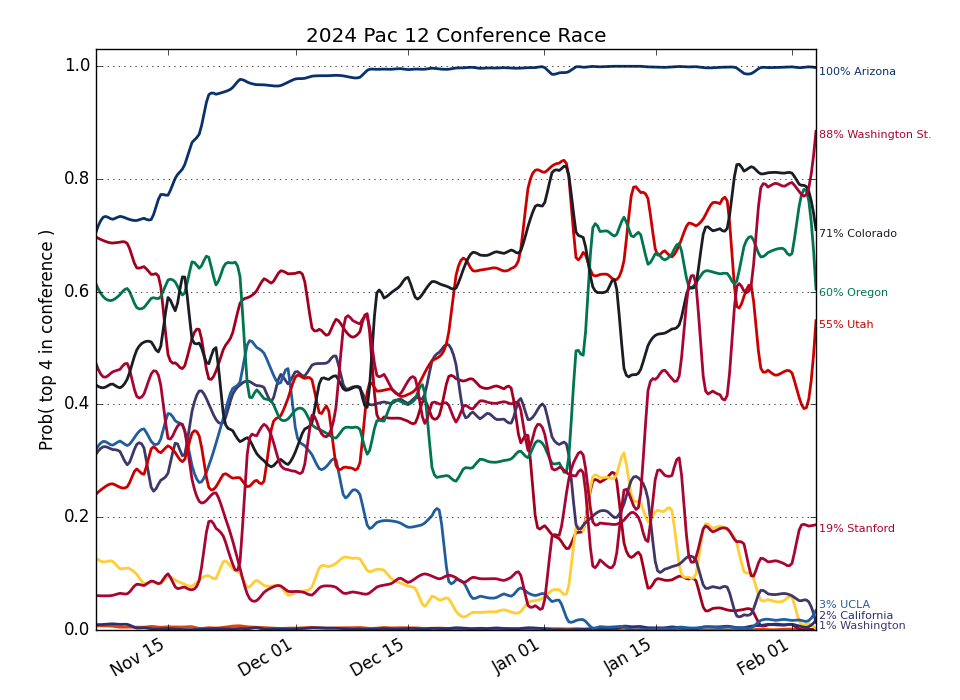 2024 Pac 12 Conference Race
Prob( top 4 in conference )
1.0
0.8
0.6
0.4
0.2
0.0
Nov 15
Dec 01
Dec 15
Jan 01
Jan 15
Feb 01
100% Arizona
88% Washington St.
71% Colorado
60% Oregon
55% Utah
19% Stanford
3% UCLA
2% California
1% Washington